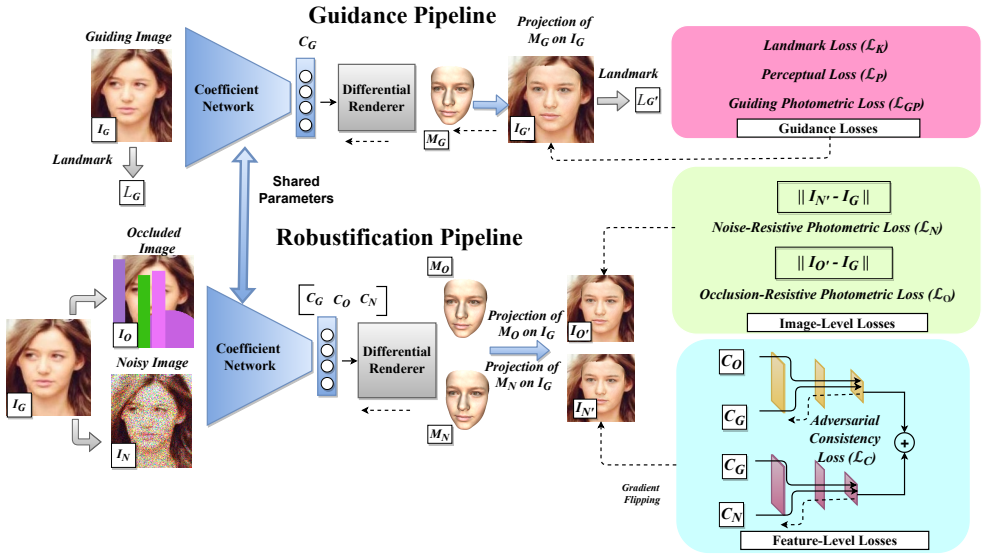 Guidance Pipeline
Guiding Image
I_G
Landmark
L_G
Coefficient
Network
C_G
Differential
Renderer
M_G
Projection of
M_G on I_G
I_G'
Landmark
L_G'
Landmark Loss (ℒ_K)
Perceptual Loss (ℒ_P)
Guiding Photometric Loss (ℒ_GP)
Guidance Losses
Shared
Parameters
Robustification Pipeline
I_G
Occluded
Image
I_O
Noisy Image
I_N
Coefficient
Network
C_G C_O C_N
Differential
Renderer
M_O
M_N
Projection of
M_O on I_G
Projection of
M_N on I_G
I_O'
I_N'
|| I_N' - I_G ||
Noise-Resistive Photometric Loss (ℒ_N)
|| I_O' - I_G ||
Occlusion-Resistive Photometric Loss (ℒ_O)
Image-Level Losses
C_O
C_G
Adversarial
Consistency
Loss (ℒ_C)
+
C_G
C_N
Gradient
Flipping
Feature-Level Losses